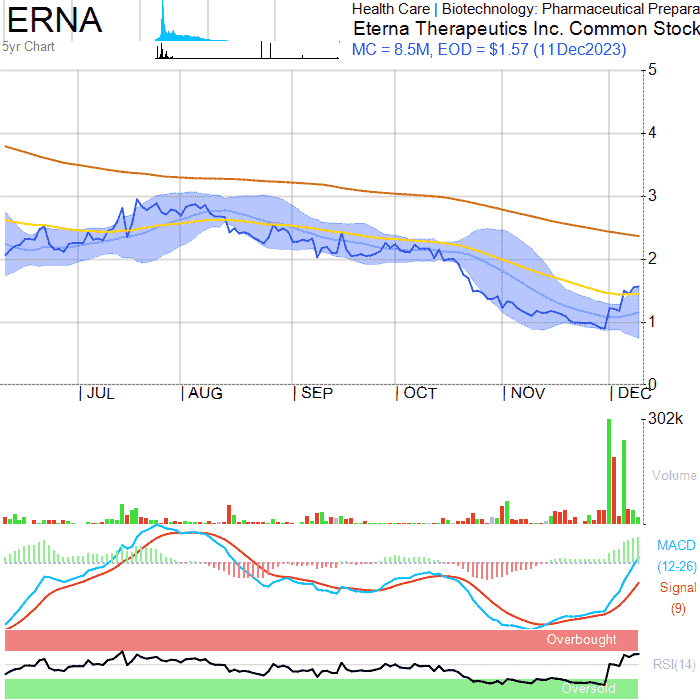 ERNA
Health Care | Biotechnology: Pharmaceutical Prepara
Eterna Therapeutics Inc. Common Stock
5yr Chart
MC = 8.5M, EOD = $1.57 (11Dec2023)
5
4
3
2
1
0
| JUL | AUG | SEP | OCT | NOV | DEC
302k
Volume
MACD
(12-26)
Signal
(9)
Overbought
RSI(14)
Oversold